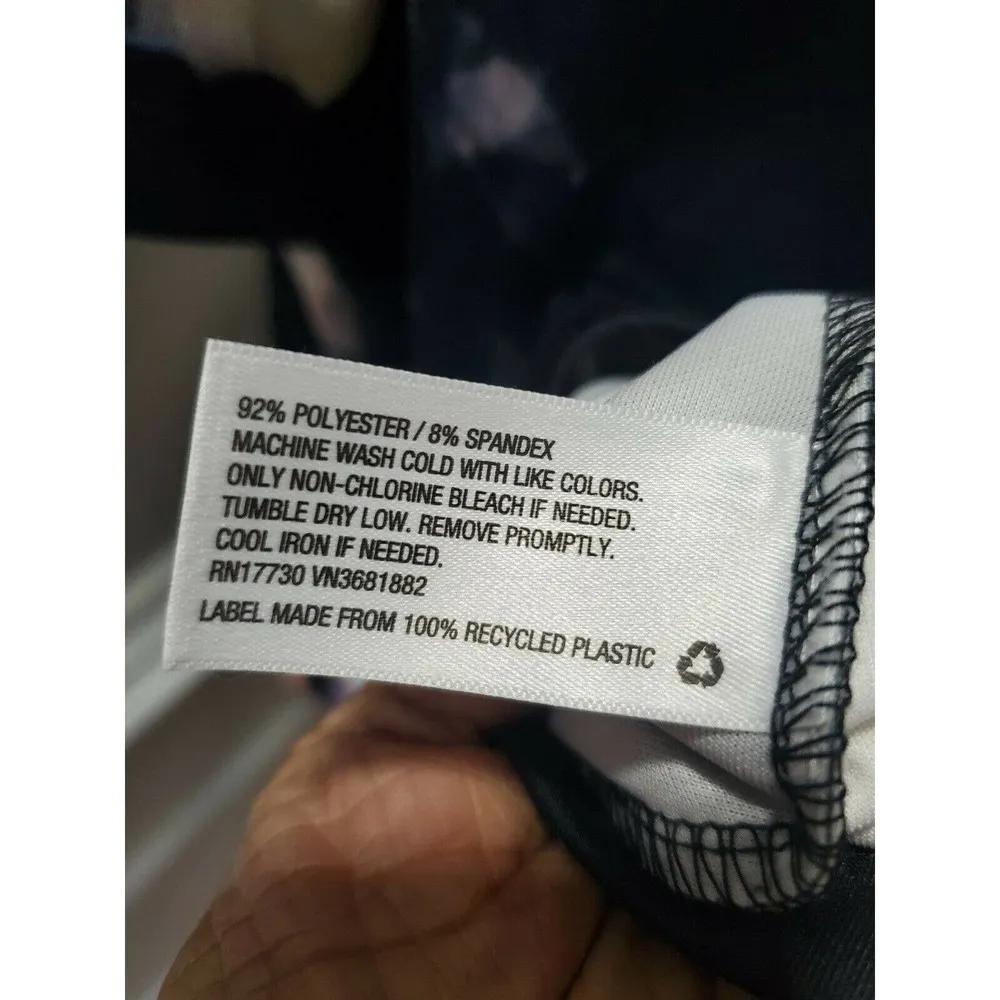 92% POLYESTER / 8% SPANDEX
MACHINE WASH COLD WITH LIKE COLORS.
ONLY NON-CHLORINE BLEACH IF NEEDED.
TUMBLE DRY LOW. REMOVE PROMPTLY.
COOL IRON IF NEEDED.
RN17730 VN3681882
LABEL MADE FROM 100% RECYCLED PLASTIC